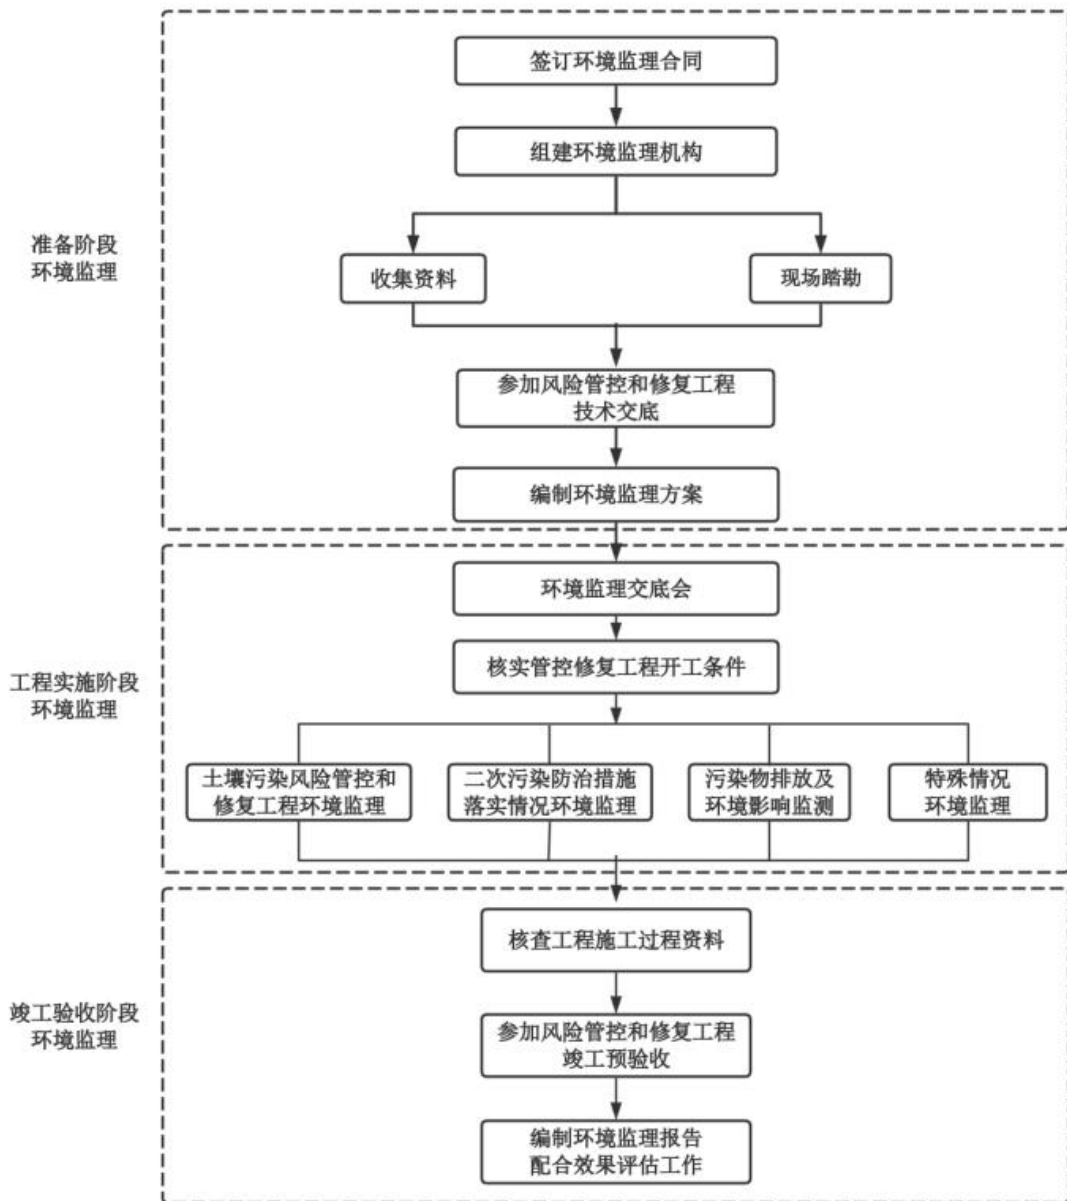 签订环境监理合同
组建环境监理机构
准备阶段
环境监理
收集资料
现场踏勘
参加风险管控和修复工程
技术交底
编制环境监理方案
环境监理交底会
核实管控修复工程开工条件
工程实施阶段
环境监理
土壤污染风险管控和
修复工程环境监理
二次污染防治措施
落实情况环境监理
污染物排放及
环境影响监测
特殊情况
环境监理
核查工程施工过程资料
竣工验收阶段
环境监理
参加风险管控和修复工程
竣工预验收
编制环境监理报告
配合效果评估工作